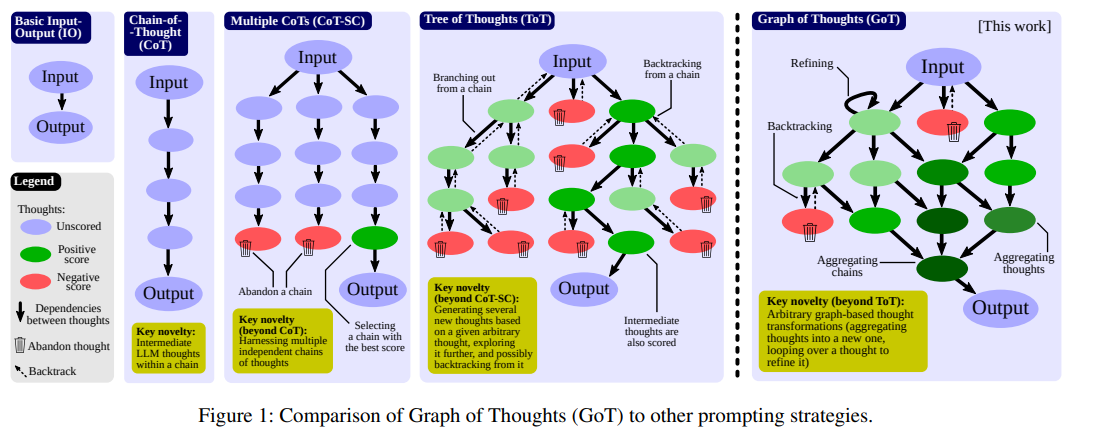 Basic Input-
Output (IO)
Input
Output
Legend
Thoughts:
Unscored
Positive
score
Negative
score
Dependencies
between thoughts
Abandon thought
Backtrack
Chain-of-
-Thought
(CoT)
Input
Output
Key novelty:
Intermediate
LLM thoughts
within a chain
Multiple CoTs (CoT-SC)
Input
Abandon a chain
Output
Selecting
a chain with
the best score
Key novelty
(beyond CoT):
Harnessing multiple
independent chains
of thoughts
Tree of Thoughts (ToT)
Input
Branching out
from a chain
Backtracking
from a chain
Output
Intermediate
thoughts are
also scored
Key novelty
(beyond CoT-SC):
Generating several
new thoughts based
on a given arbitrary
thought, exploring
it further, and possibly
backtracking from it
Graph of Thoughts (GoT)
[This work]
Input
Refining
Backtracking
Aggregating
chains
Aggregating
thoughts
Output
Key novelty (beyond ToT):
Arbitrary graph-based thought
transformations (aggregating
thoughts into a new one,
looping over a thought to
refine it)
Figure 1: Comparison of Graph of Thoughts (GoT) to other prompting strategies.